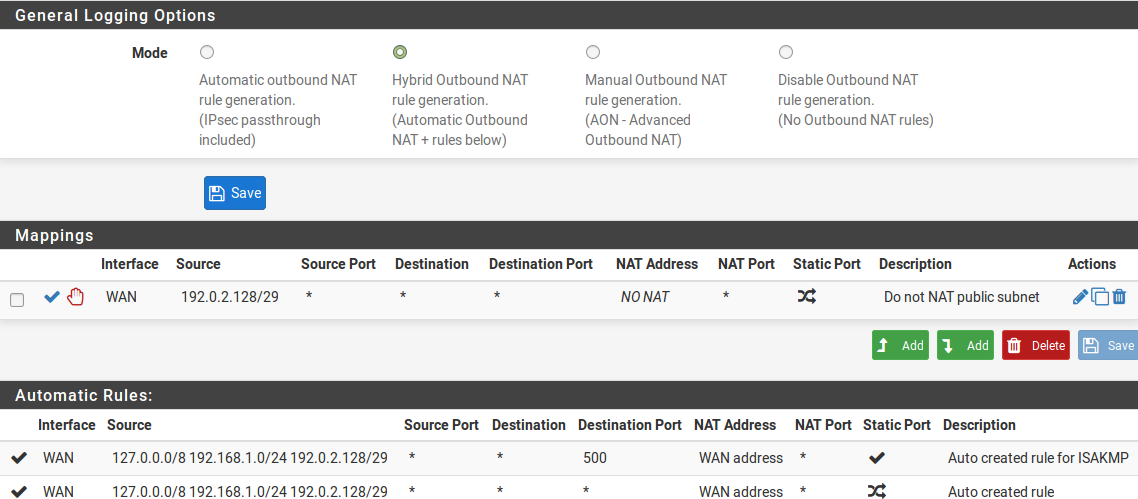 General Logging Options
Mode
Automatic outbound NAT
rule generation.
(IPsec passthrough
included)
Hybrid Outbound NAT
rule generation.
(Automatic Outbound
NAT + rules below)
Manual Outbound NAT
rule generation.
(AON - Advanced
Outbound NAT)
Disable Outbound NAT
rule generation.
(No Outbound NAT rules)
Save
Mappings
Interface Source Source Port Destination Destination Port NAT Address NAT Port Static Port Description Actions
WAN 192.0.2.128/29 * * * NO NAT * Do not NAT public subnet
Add Add Delete Save
Automatic Rules:
Interface Source Source Port Destination Destination Port NAT Address NAT Port Static Port Description
WAN 127.0.0.0/8 192.168.1.0/24 192.0.2.128/29 * * 500 WAN address * Auto created rule for ISAKMP
WAN 127.0.0.0/8 192.168.1.0/24 192.0.2.128/29 * * * WAN address * Auto created rule